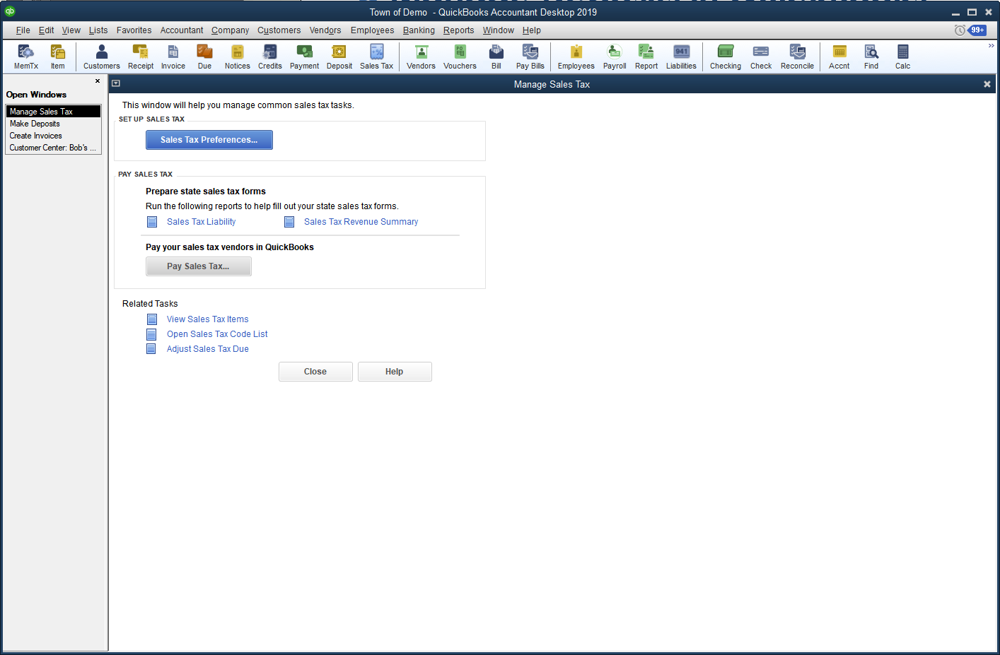 Town of Demo - QuickBooks Accountant Desktop 2019
File Edit View Lists Favorites Accountant Company Customers Vendors Employees Banking Reports Window Help
99+
MemTx Item Customers Receipt Invoice Due Notices Credits Payment Deposit Sales Tax Vendors Vouchers Bill Pay Bills Employees Payroll Report Liabilities Checking Check Reconcile Accnt Find Calc
Open Windows
Manage Sales Tax
Make Deposits
Create Invoices
Customer Center: Bob's ...
Manage Sales Tax
This window will help you manage common sales tax tasks.
SET UP SALES TAX
Sales Tax Preferences...
PAY SALES TAX
Prepare state sales tax forms
Run the following reports to help fill out your state sales tax forms.
Sales Tax Liability Sales Tax Revenue Summary
Pay your sales tax vendors in QuickBooks
Pay Sales Tax...
Related Tasks
View Sales Tax Items
Open Sales Tax Code List
Adjust Sales Tax Due
Close Help